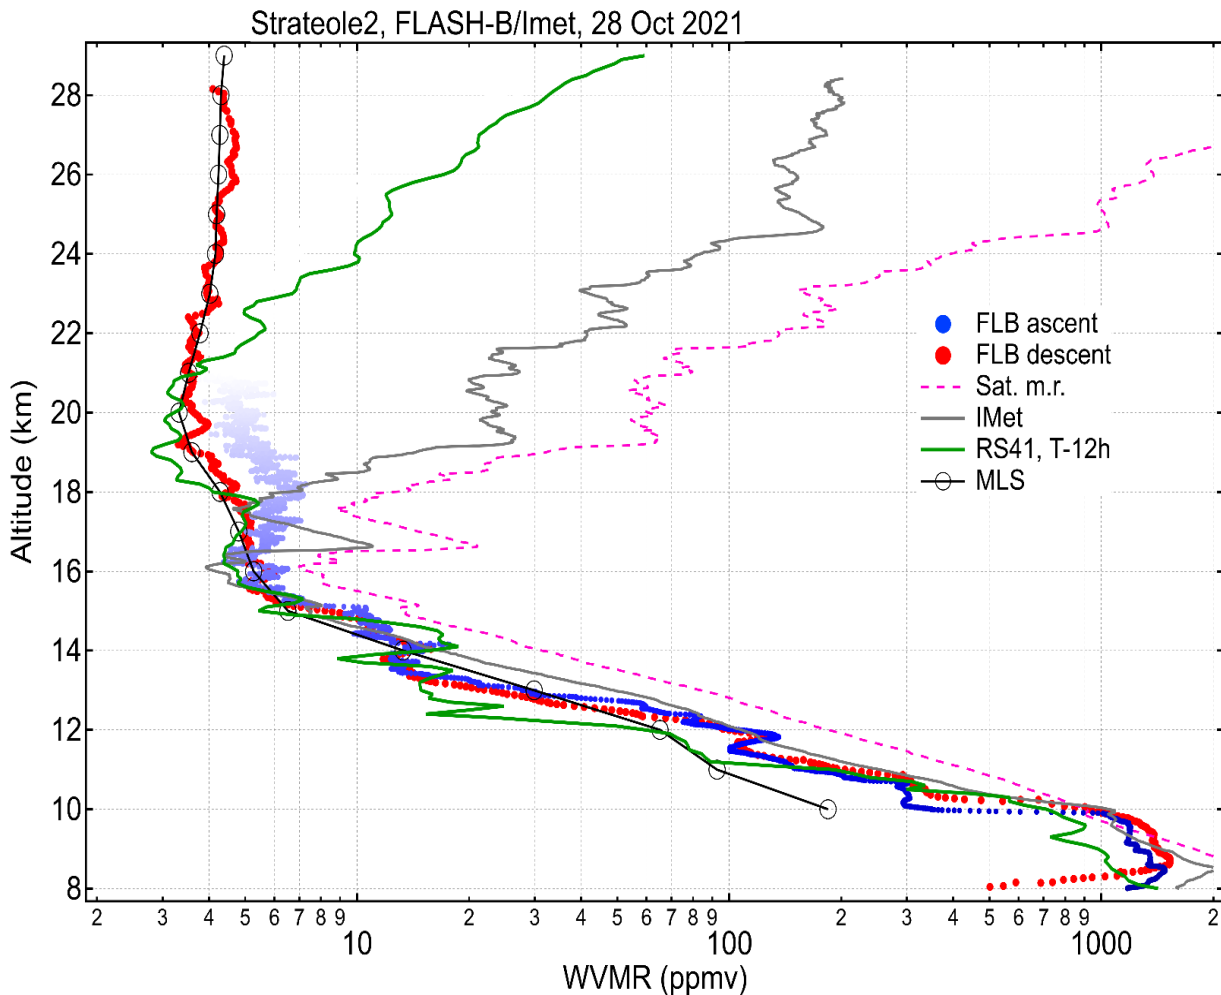 Strateole2, FLASH-B/Imet, 28 Oct 2021
28
26
24
22
20
18
16
14
12
10
8
Altitude (km)
FLB ascent
FLB descent
Sat. m.r.
IMet
RS41, T-12h
MLS
2 3 4 5 6 7 8 9 2 3 4 5 6 7 8 9 2 3 4 5 6 7 8 9 2
10 100 1000
WVMR (ppmv)